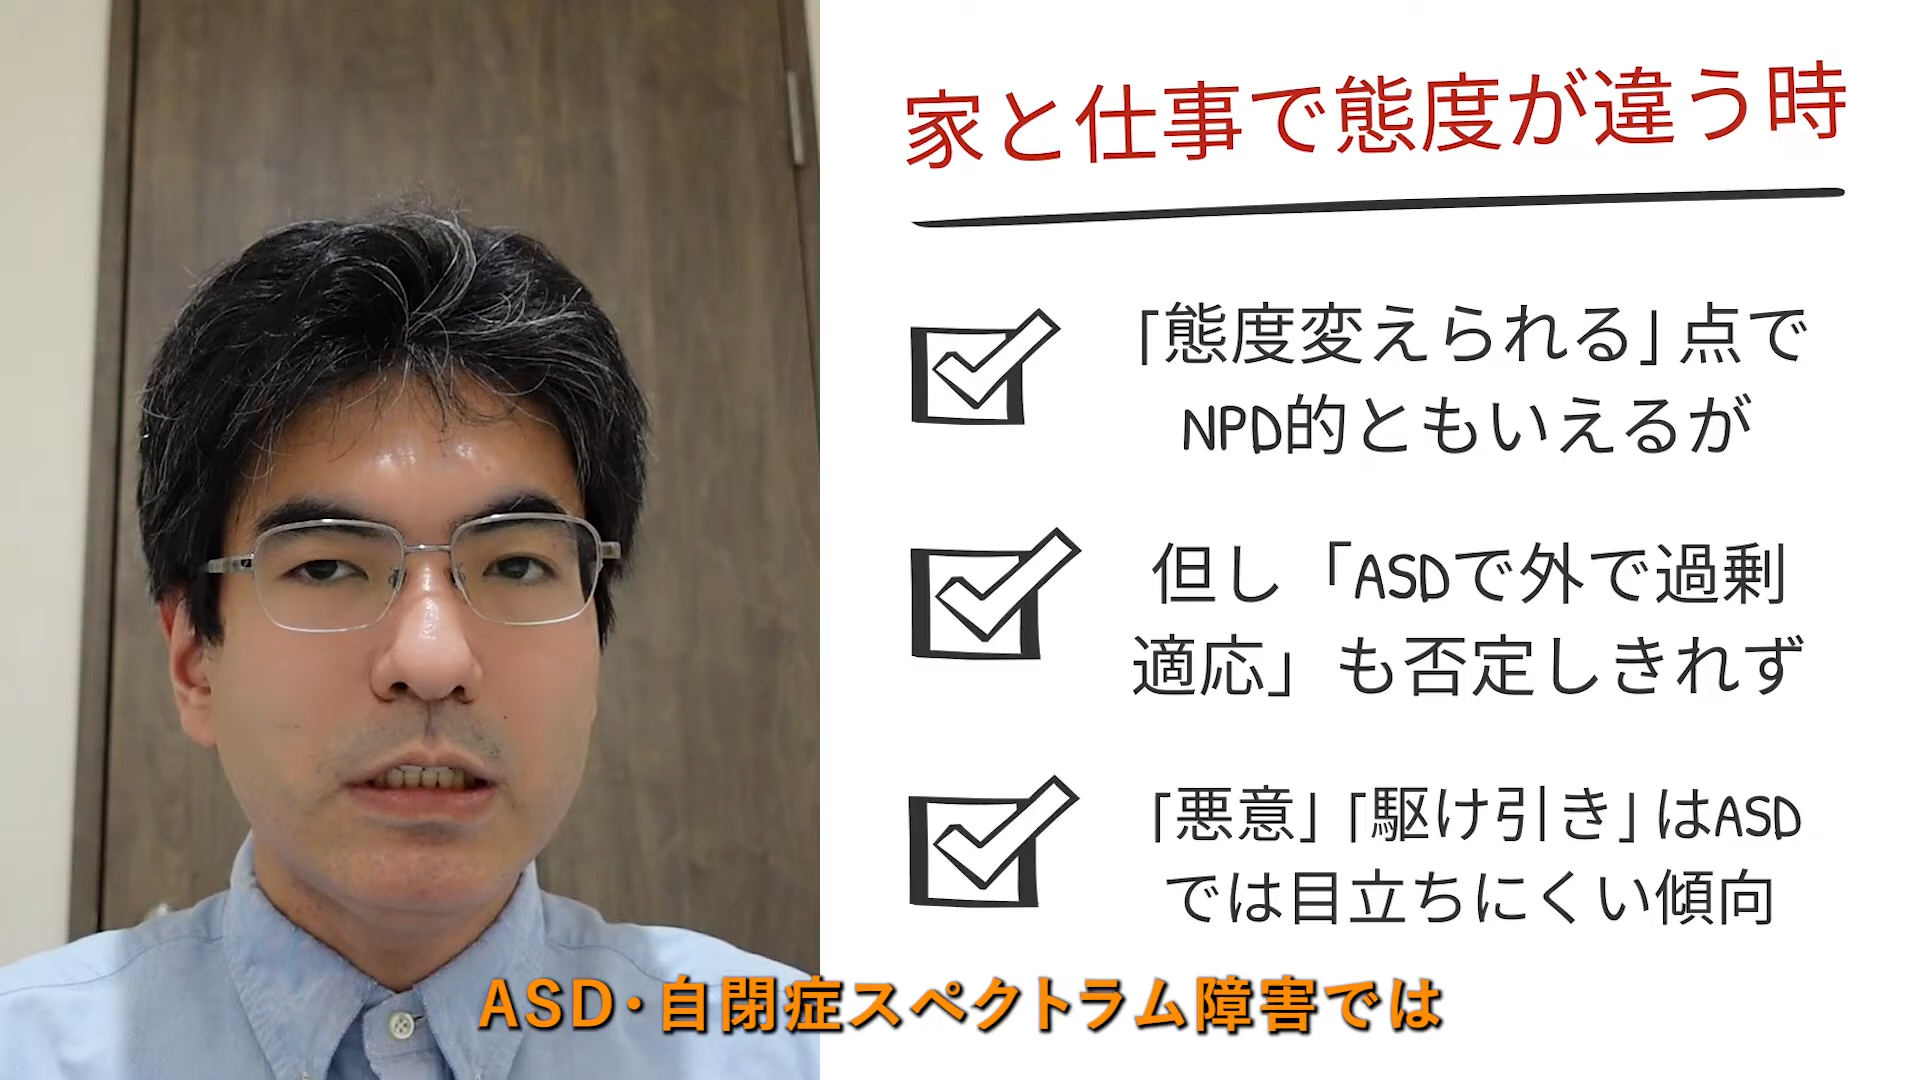 家と仕事で態度が違う時
「態度変えられる」点で
NPD的ともいえるが
但し「ASDで外で過剰
適応」も否定しきれず
「悪意」「駆け引き」はASD
では目立ちにくい傾向
ASD・自閉症スペクトラム障害では